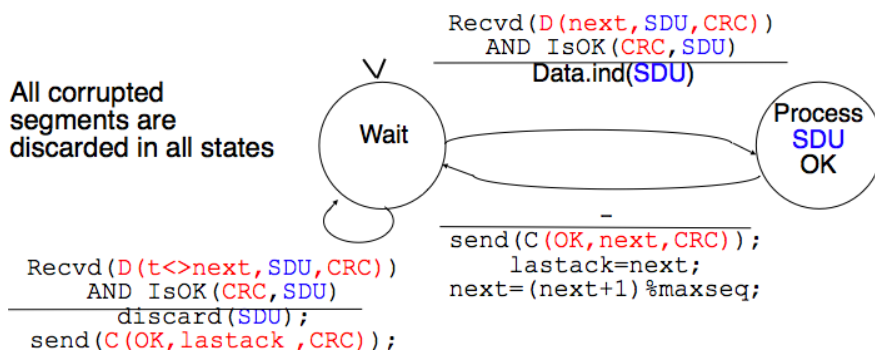 Recvd(D(next,SDU,CRC))
AND IsOK(CRC,SDU)
Data.ind(SDU)
All corrupted
segments are
discarded in all states
Wait
Process
SDU
OK
–
send(C(OK,next,CRC));
lastack=next;
next=(next+1)%maxseq;
Recvd(D(t<>next,SDU,CRC))
AND IsOK(CRC,SDU)
discard(SDU);
send(C(OK,lastack ,CRC));